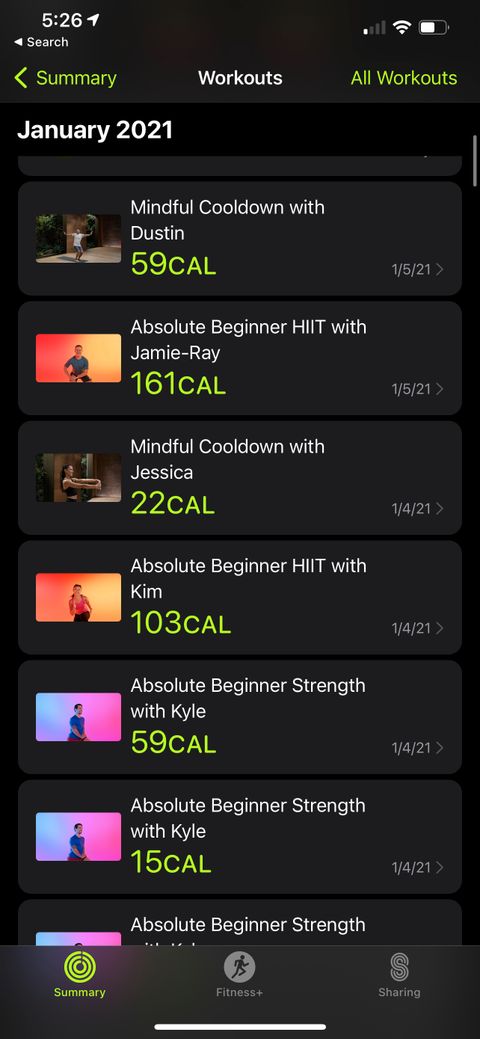 5:26
Search
Summary
Workouts
All Workouts
January 2021
Mindful Cooldown with
Dustin
59CAL
1/5/21
Absolute Beginner HIIT with
Jamie-Ray
161CAL
1/5/21
Mindful Cooldown with
Jessica
22CAL
1/4/21
Absolute Beginner HIIT with
Kim
103CAL
1/4/21
Absolute Beginner Strength
with Kyle
59CAL
1/4/21
Absolute Beginner Strength
with Kyle
15CAL
1/4/21
Absolute Beginner Strength
Summary
Fitness+
Sharing